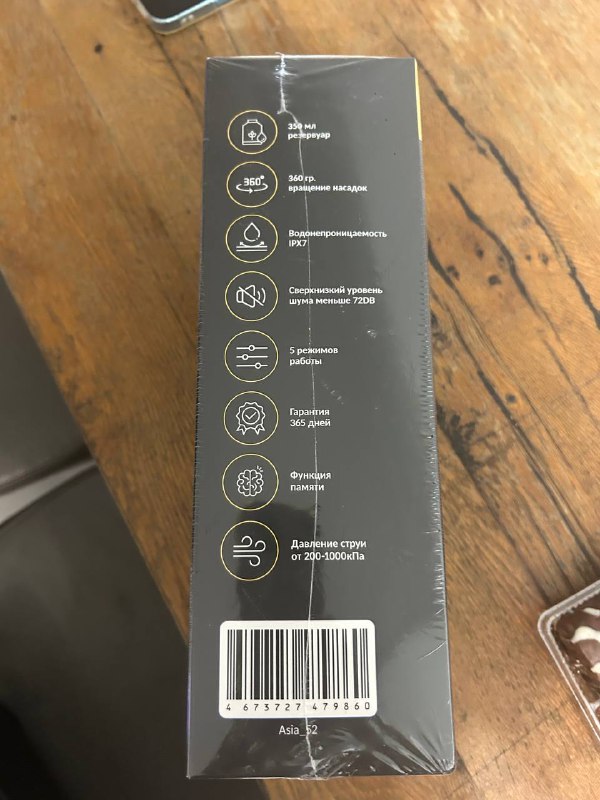 350 мл
резервуар
360°
360 гр.
вращение насадок
Водонепроницаемость
IPX7
Сверхнизкий уровень
шума меньше 72DB
5 режимов
работы
Гарантия
365 дней
Функция
памяти
Давление струи
от 200-1000кПа
4 673727 479860
Asia_52